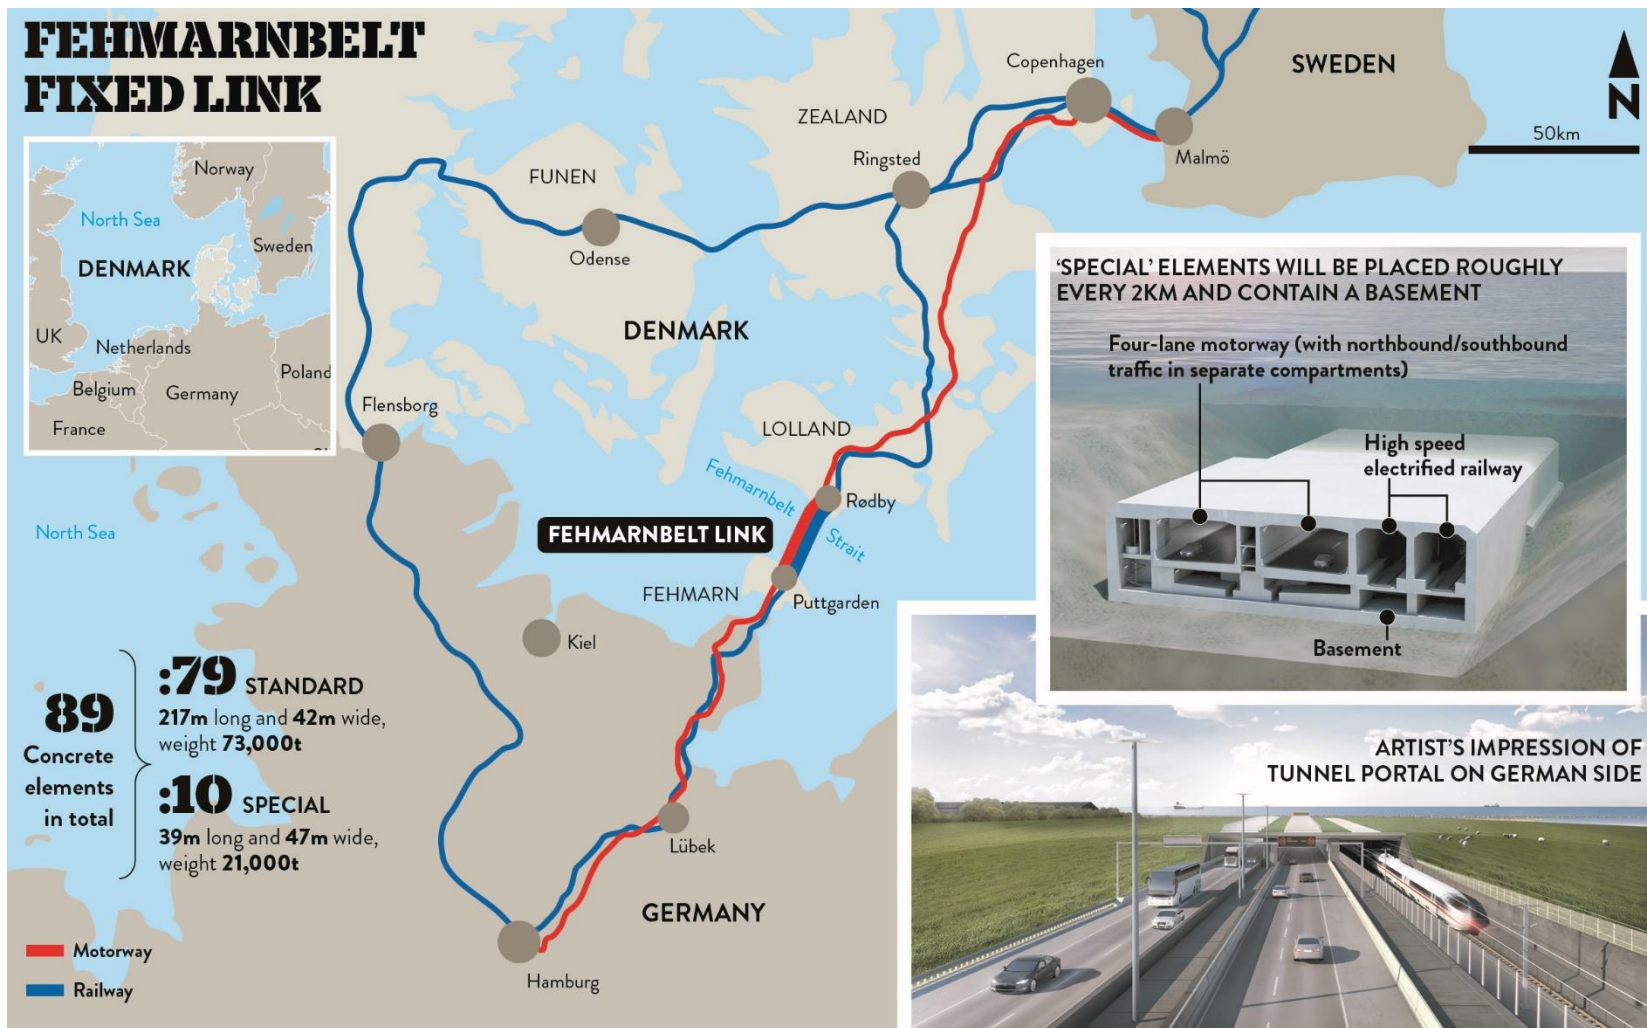 FEHMARNBELT
FIXED LINK
Norway
North Sea
Sweden
DENMARK
UK
Netherlands
Poland
Belgium
Germany
France
Copenhagen
SWEDEN
N
50km
ZEALAND
Malmö
Ringsted
FUNEN
Odense
DENMARK
Flensborg
LOLLAND
Fehmarnbelt
Strait
Rødby
FEHMARNBELT LINK
North Sea
FEHMARN
Puttgarden
Kiel
Lübek
GERMANY
Hamburg
89
Concrete
elements
in total
:79 STANDARD
217m long and 42m wide,
weight 73,000t
:10 SPECIAL
39m long and 47m wide,
weight 21,000t
Motorway
Railway
‘SPECIAL’ ELEMENTS WILL BE PLACED ROUGHLY
EVERY 2KM AND CONTAIN A BASEMENT
Four-lane motorway (with northbound/southbound
traffic in separate compartments)
High speed
electrified railway
Basement
ARTIST’S IMPRESSION OF
TUNNEL PORTAL ON GERMAN SIDE